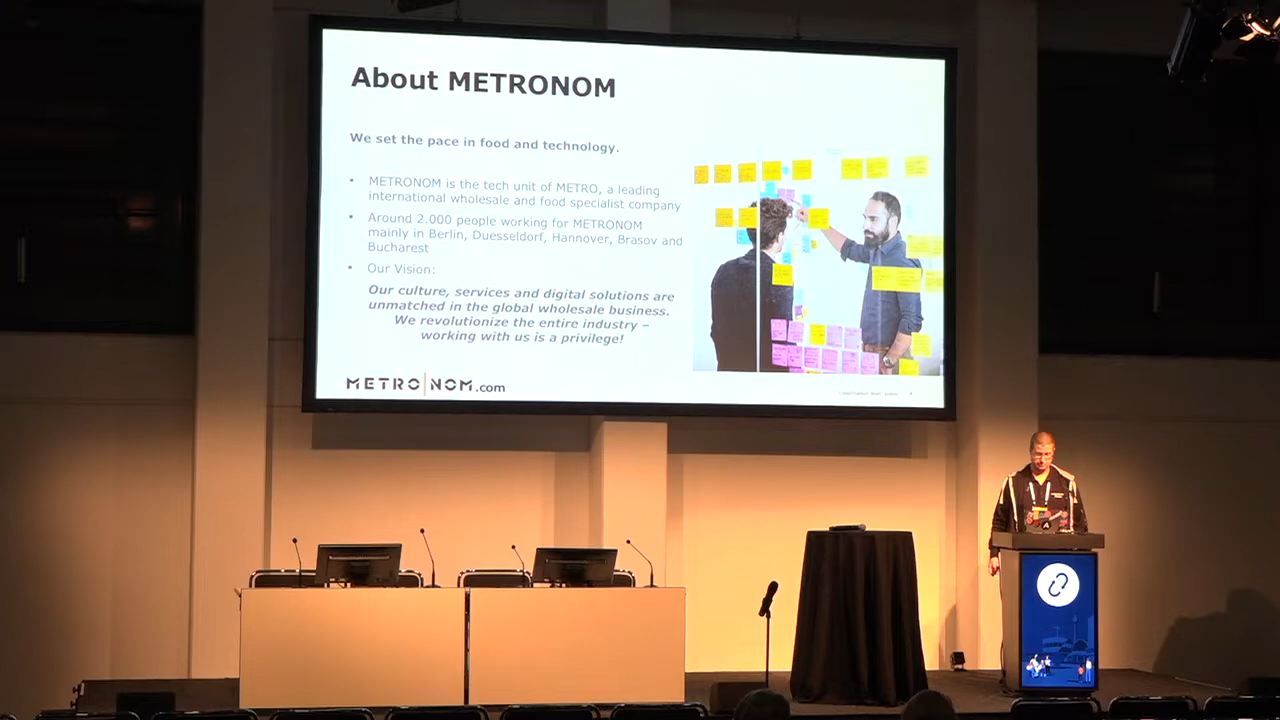 About METRONOM
We set the pace in food and technology.
• METRONOM is the tech unit of METRO, a leading
international wholesale and food specialist company
• Around 2.000 people working for METRONOM
mainly in Berlin, Duesseldorf, Hannover, Brasov and
Bucharest
• Our Vision:
Our culture, services and digital solutions are
unmatched in the global wholesale business.
We revolutionize the entire industry –
working with us is a privilege!
METRO|NOM.com